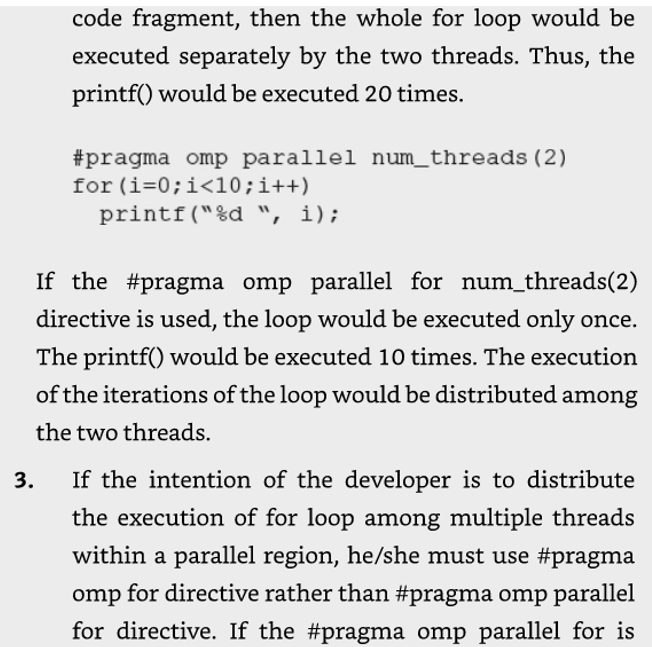 code fragment, then the whole for loop would be
executed separately by the two threads. Thus, the
printf() would be executed 20 times.
#pragma omp parallel num_threads(2)
for(i=0;i<10;i++)
printf("%d ", i);
If the #pragma omp parallel for num_threads(2)
directive is used, the loop would be executed only once.
The printf() would be executed 10 times. The execution
of the iterations of the loop would be distributed among
the two threads.
3. If the intention of the developer is to distribute
the execution of for loop among multiple threads
within a parallel region, he/she must use #pragma
omp for directive rather than #pragma omp parallel
for directive. If the #pragma omp parallel for is